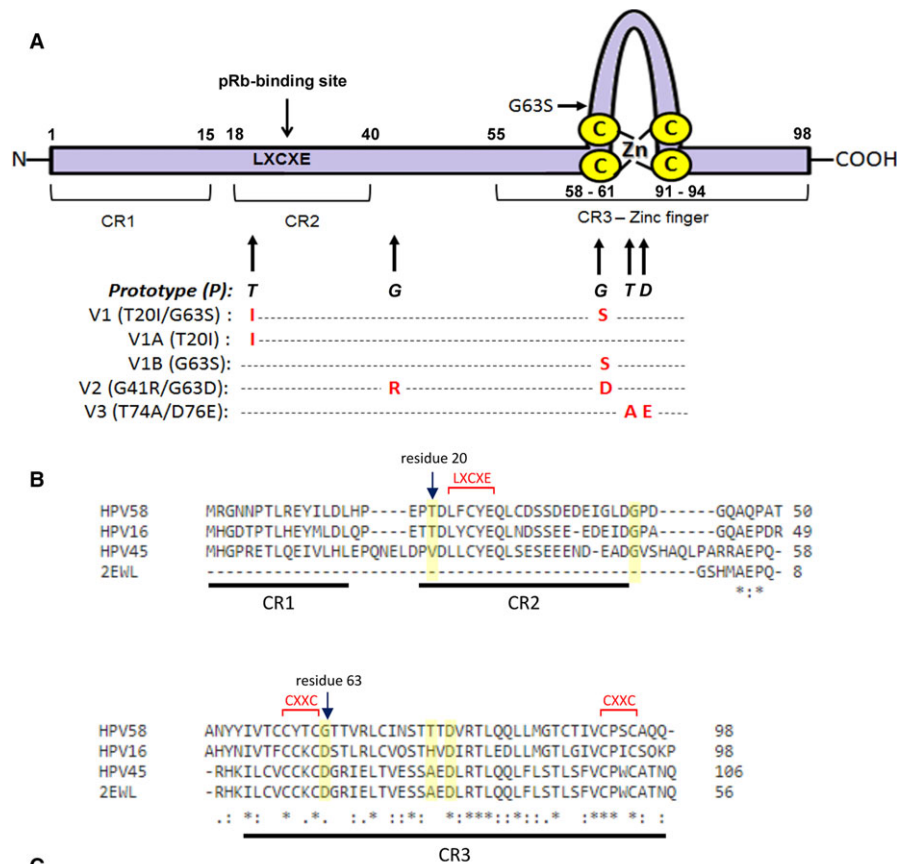 A
pRb-binding site
G63S
1 15 18 40 55 98
N LXCXE C C Zn C C COOH
58 - 61 91 - 94
CR1 CR2 CR3 – Zinc finger
Prototype (P): T G G T D
V1 (T20I/G63S) : I S
V1A (T20I) : I
V1B (G63S): S
V2 (G41R/G63D): R D
V3 (T74A/D76E): A E
B
residue 20 LXCXE
HPV58 MRGNNPTLREYILDLHP----EPTDLFCYEQLCDSSDEDEIGLDGPD------GQAQPAT 50
HPV16 MHGDTPTLHEYMLDLQP----ETTDLYCYEQLNDSSEE-EDEIDGPA------GQAEPDR 49
HPV45 MHGPRETLQEIVLHLEPQNELDPVDLLCYEQLSESEEEND-EADGVSHAQLPARRAEPQ- 58
2EWL ----------------------------------------------------GSHMAEPQ- 8
*:*
CR1 CR2
residue 63
CXXC CXXC
HPV58 ANYYIVTCCYTCGTTVRLCINSTTTDVRTLQQLLMGTCTIVCPSCAQQ- 98
HPV16 AHYNIVTFCCKCDSTLRLCVQSTHVDIRTLEDLLMGTLGIVCPICSQKP 98
HPV45 -RHKILCVCCKCDGRIELTVESSAEDLRTLQQLFLSTLSFVCPWCATNQ 106
2EWL -RHKILCVCCKCDGRIELTVESSAEDLRTLQQLFLSTLSFVCPWCATNQ 56
.: *: * .*. :.* ::*: *:***::*::.* :*** *: :
CR3